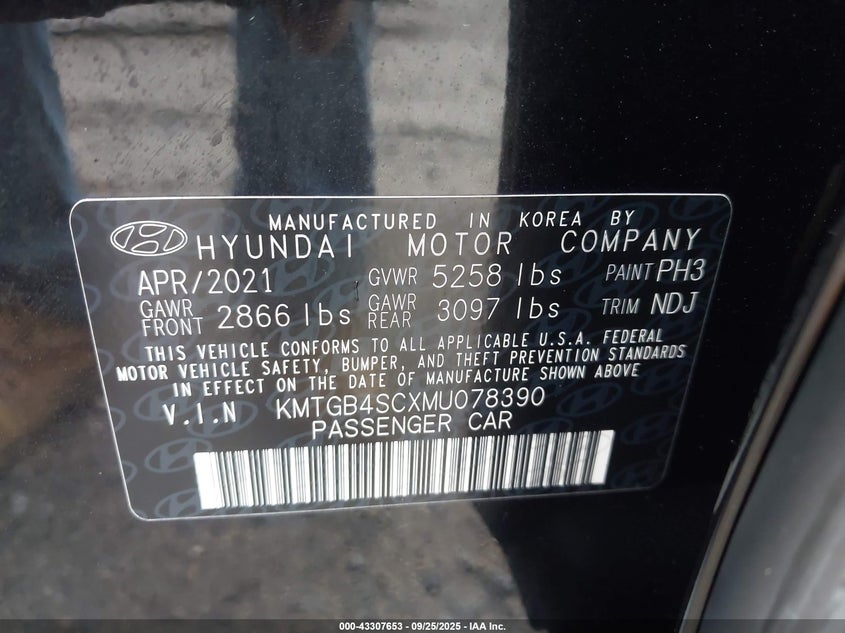 MANUFACTURED IN KOREA BY
HYUNDAI MOTOR COMPANY
APR/2021 GVWR 5258 lbs PAINT PH3
GAWR FRONT 2866 lbs GAWR REAR 3097 lbs TRIM NDJ
THIS VEHICLE CONFORMS TO ALL APPLICABLE U.S.A. FEDERAL
MOTOR VEHICLE SAFETY, BUMPER, AND THEFT PREVENTION STANDARDS
IN EFFECT ON THE DATE OF MANUFACTURE SHOWN ABOVE
V.I.N KMTGB4SCXMU078390
PASSENGER CAR
000-43307653 - 09/25/2025 - IAA Inc.